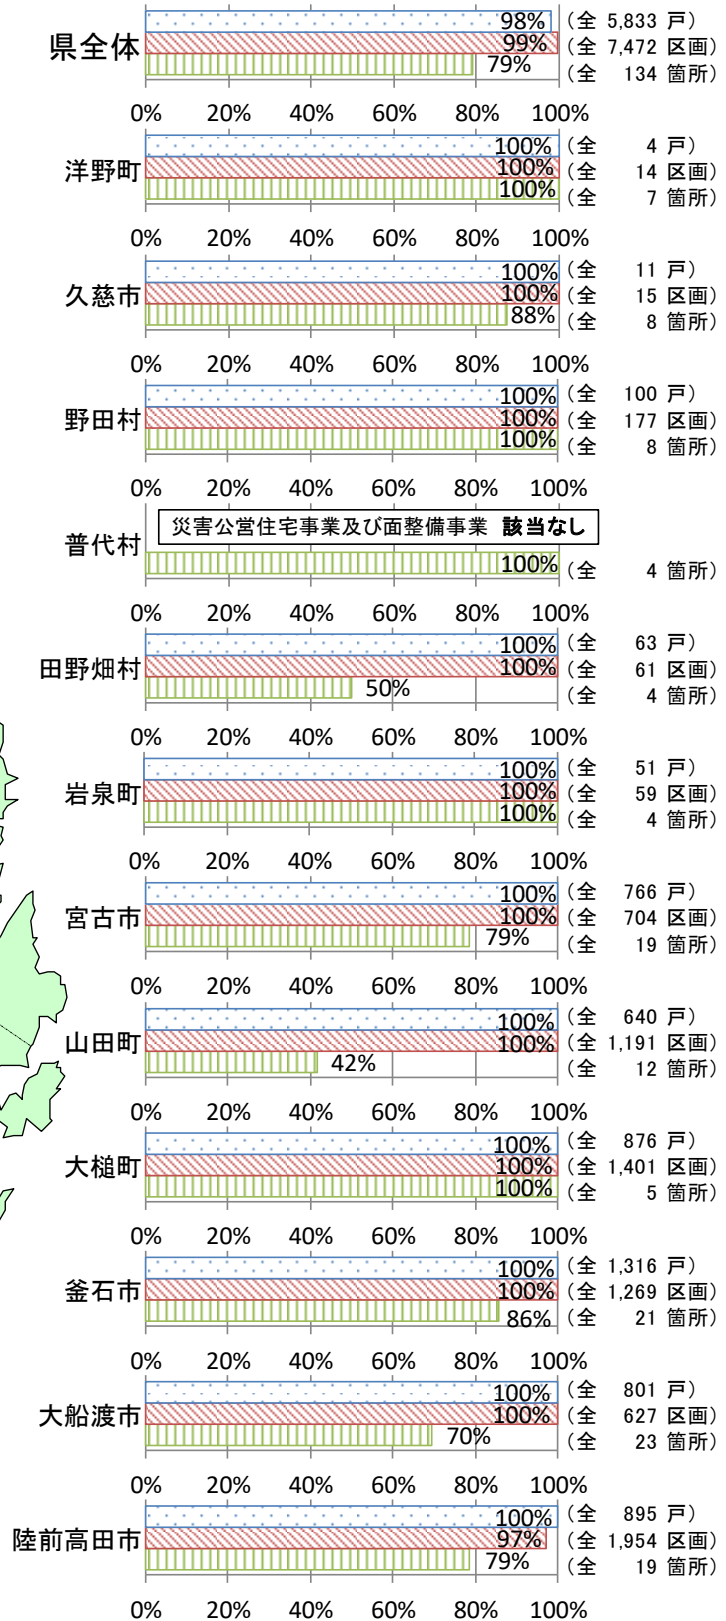 県全体
98% (全 5,833 戸)
99% (全 7,472 区画)
79% (全 134 箇所)
0% 20% 40% 60% 80% 100%
洋野町
100% (全 4 戸)
100% (全 14 区画)
100% (全 7 箇所)
0% 20% 40% 60% 80% 100%
久慈市
100% (全 11 戸)
100% (全 15 区画)
88% (全 8 箇所)
0% 20% 40% 60% 80% 100%
野田村
100% (全 100 戸)
100% (全 177 区画)
100% (全 8 箇所)
0% 20% 40% 60% 80% 100%
普代村
災害公営住宅事業及び面整備事業 該当なし
100% (全 4 箇所)
0% 20% 40% 60% 80% 100%
田野畑村
100% (全 63 戸)
100% (全 61 区画)
50% (全 4 箇所)
0% 20% 40% 60% 80% 100%
岩泉町
100% (全 51 戸)
100% (全 59 区画)
100% (全 4 箇所)
0% 20% 40% 60% 80% 100%
宮古市
100% (全 766 戸)
100% (全 704 区画)
79% (全 19 箇所)
0% 20% 40% 60% 80% 100%
山田町
100% (全 640 戸)
100% (全 1,191 区画)
42% (全 12 箇所)
0% 20% 40% 60% 80% 100%
大槌町
100% (全 876 戸)
100% (全 1,401 区画)
100% (全 5 箇所)
0% 20% 40% 60% 80% 100%
釜石市
100% (全 1,316 戸)
100% (全 1,269 区画)
86% (全 21 箇所)
0% 20% 40% 60% 80% 100%
大船渡市
100% (全 801 戸)
100% (全 627 区画)
70% (全 23 箇所)
0% 20% 40% 60% 80% 100%
陸前高田市
100% (全 895 戸)
97% (全 1,954 区画)
79% (全 19 箇所)
0% 20% 40% 60% 80% 100%